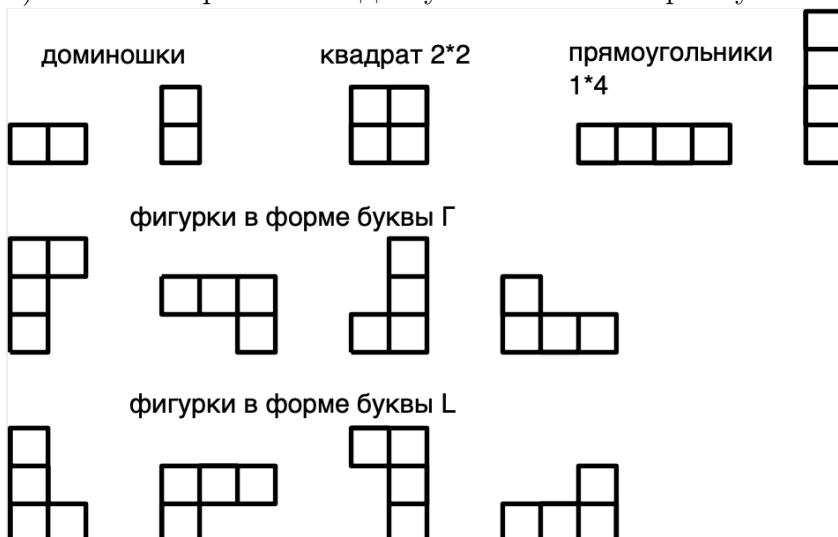 доминошки
квадрат 2*2
прямоугольники
1*4
фигурки в форме буквы Г
фигурки в форме буквы L